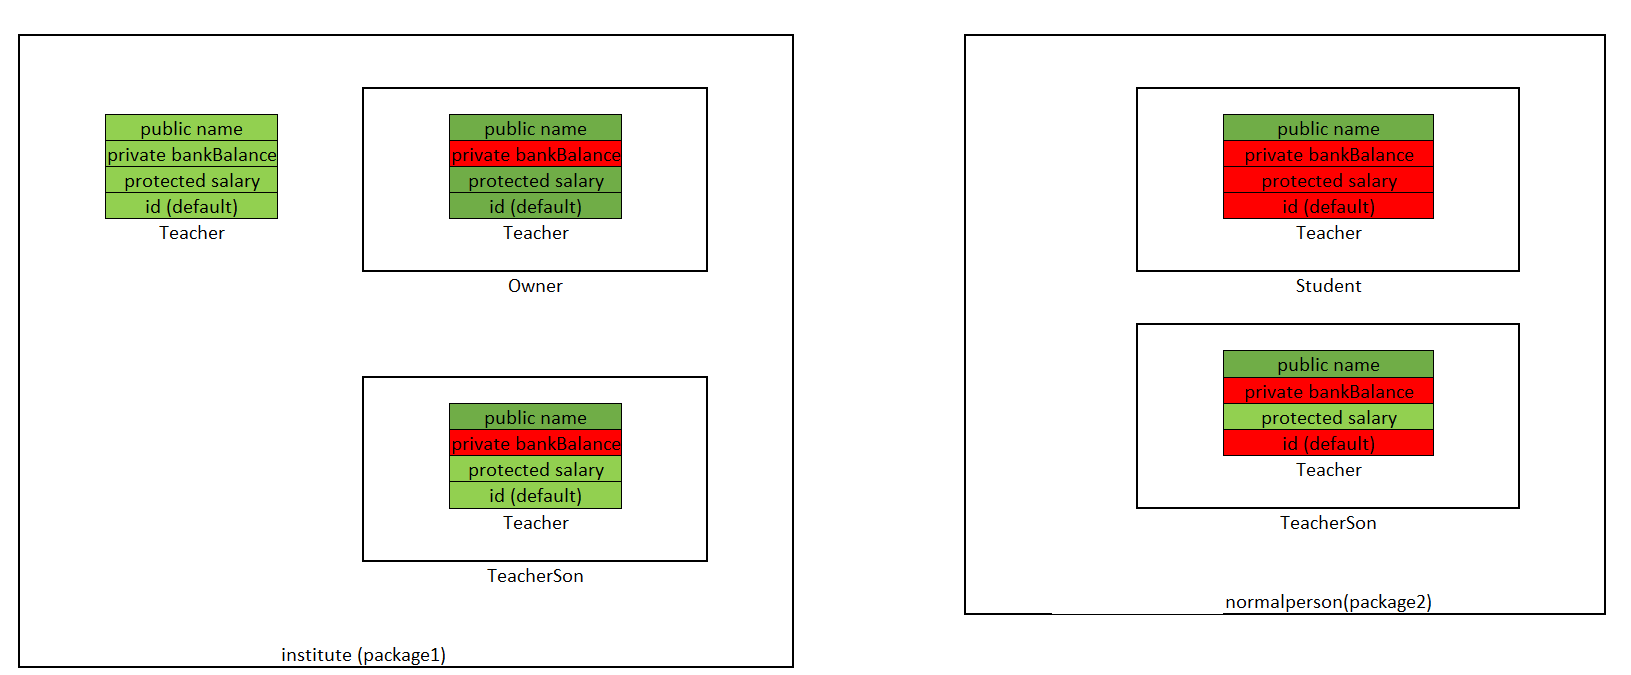 public name
private bankBalance
protected salary
id (default)
Teacher
public name
private bankBalance
protected salary
id (default)
Teacher
Owner
public name
private bankBalance
protected salary
id (default)
Teacher
TeacherSon
institute (package1)
public name
private bankBalance
protected salary
id (default)
Teacher
Student
public name
private bankBalance
protected salary
id (default)
Teacher
TeacherSon
normalperson(package2)